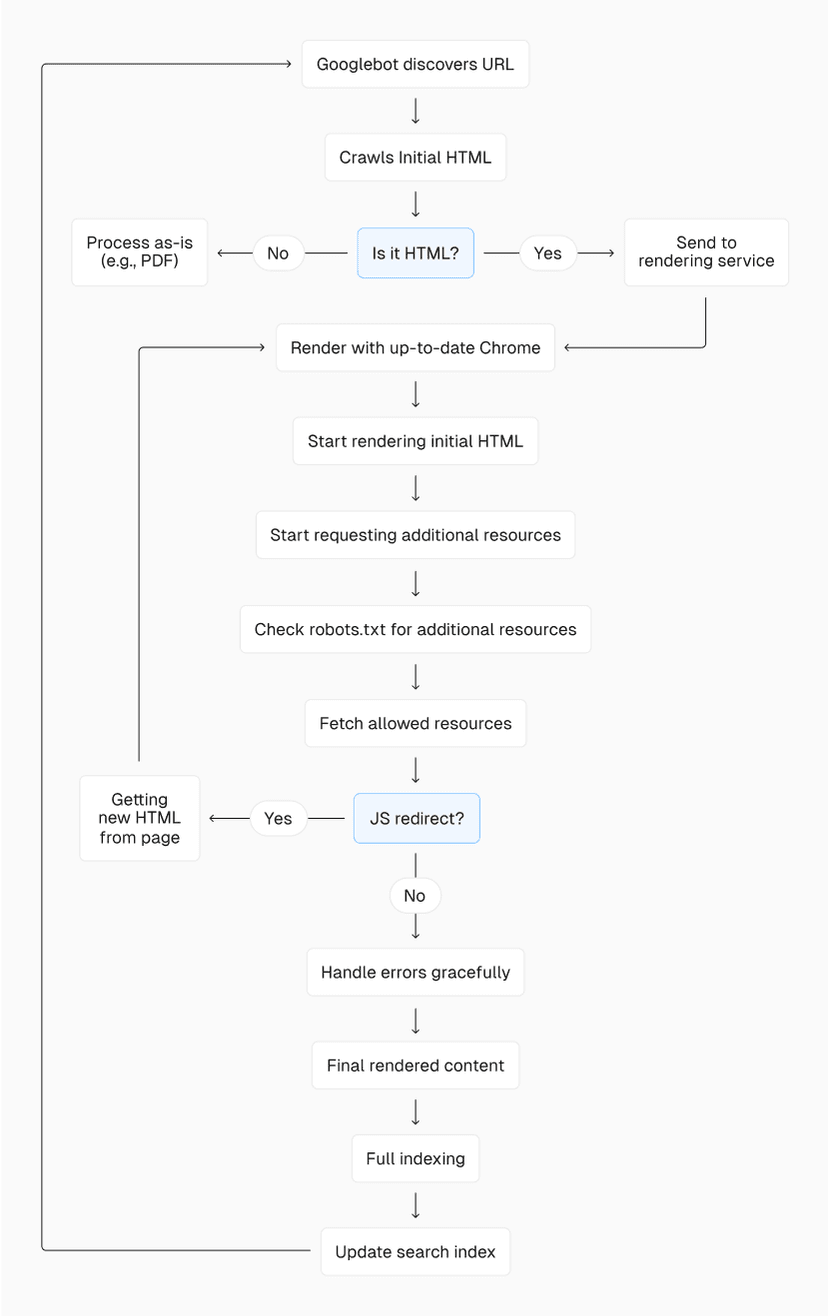 Googlebot discovers URL
Crawls Initial HTML
Process as-is
(e.g., PDF)
No
Is it HTML?
Yes
Send to
rendering service
Render with up-to-date Chrome
Start rendering initial HTML
Start requesting additional resources
Check robots.txt for additional resources
Fetch allowed resources
Getting
new HTML
from page
Yes
JS redirect?
No
Handle errors gracefully
Final rendered content
Full indexing
Update search index